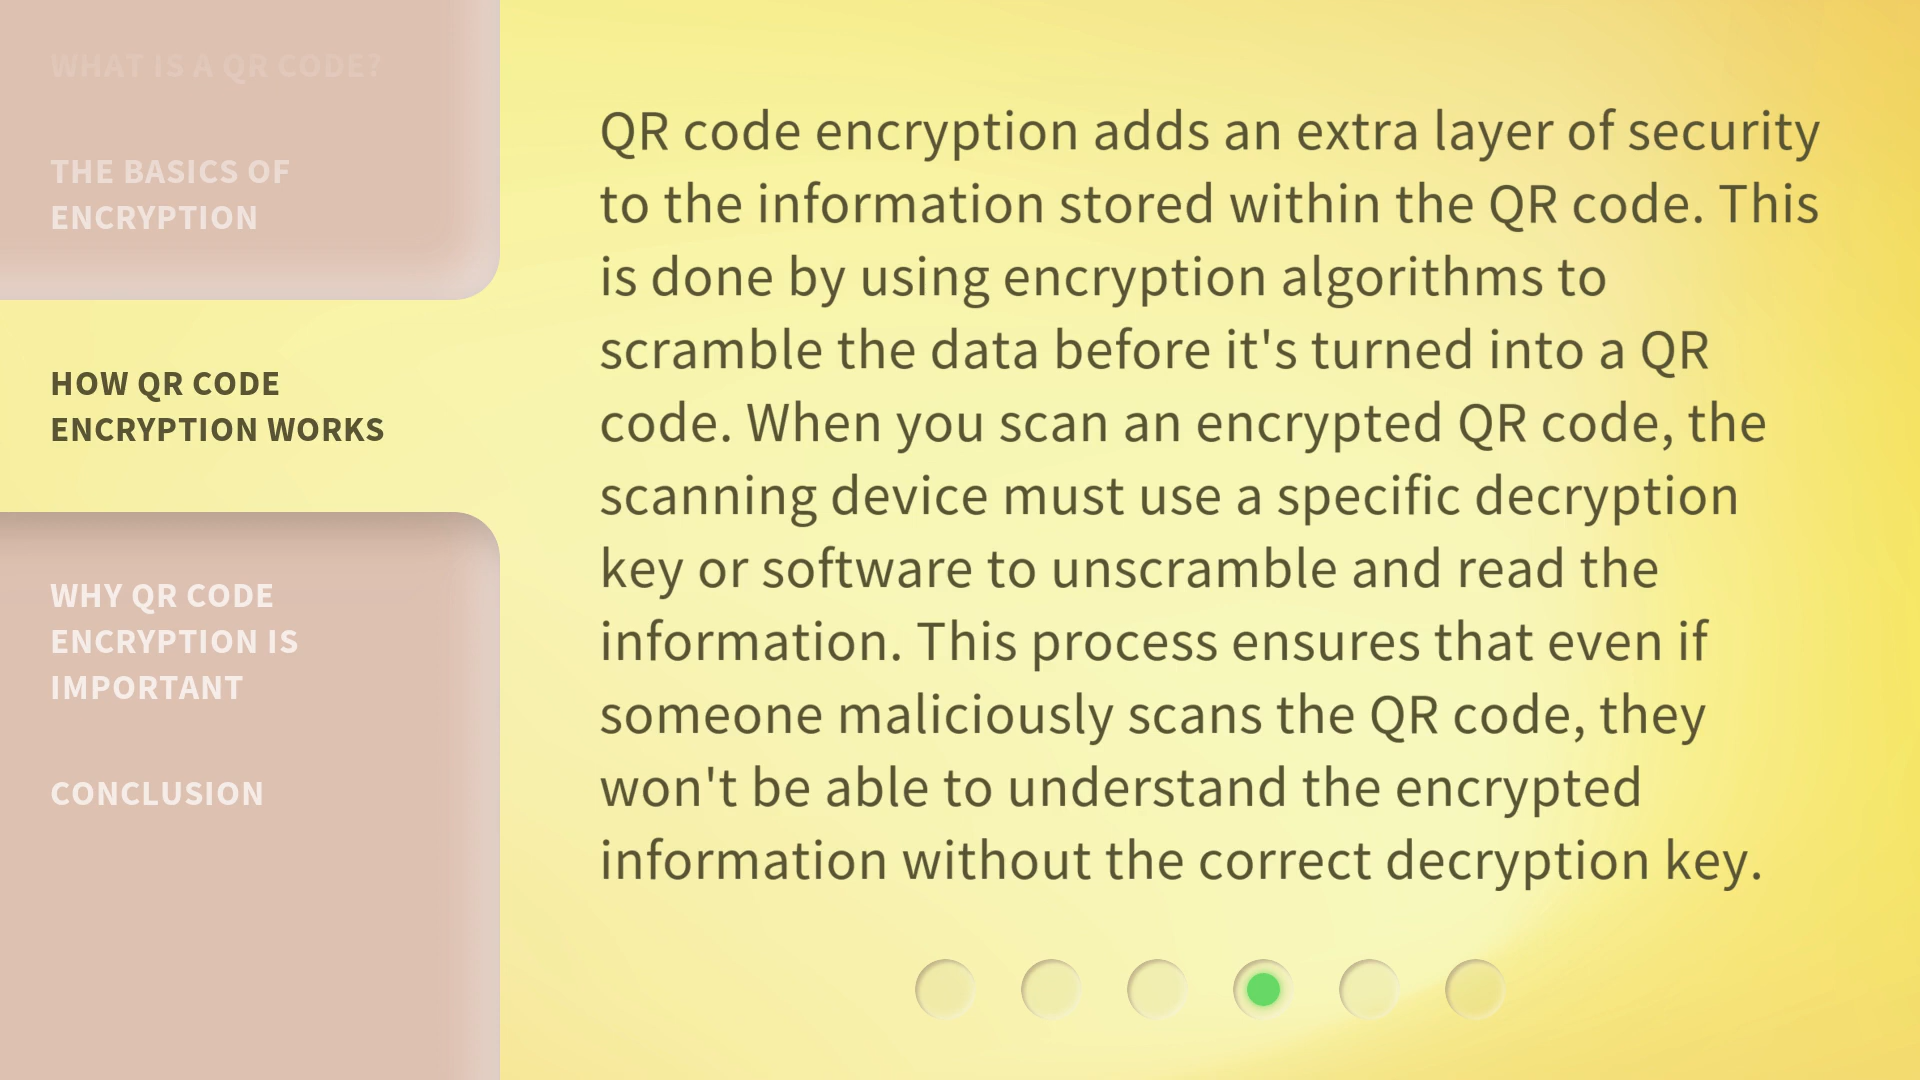 WHAT IS A QR CODE?
THE BASICS OF
ENCRYPTION
HOW QR CODE
ENCRYPTION WORKS
WHY QR CODE
ENCRYPTION IS
IMPORTANT
CONCLUSION
QR code encryption adds an extra layer of security
to the information stored within the QR code. This
is done by using encryption algorithms to
scramble the data before it's turned into a QR
code. When you scan an encrypted QR code, the
scanning device must use a specific decryption
key or software to unscramble and read the
information. This process ensures that even if
someone maliciously scans the QR code, they
won't be able to understand the encrypted
information without the correct decryption key.